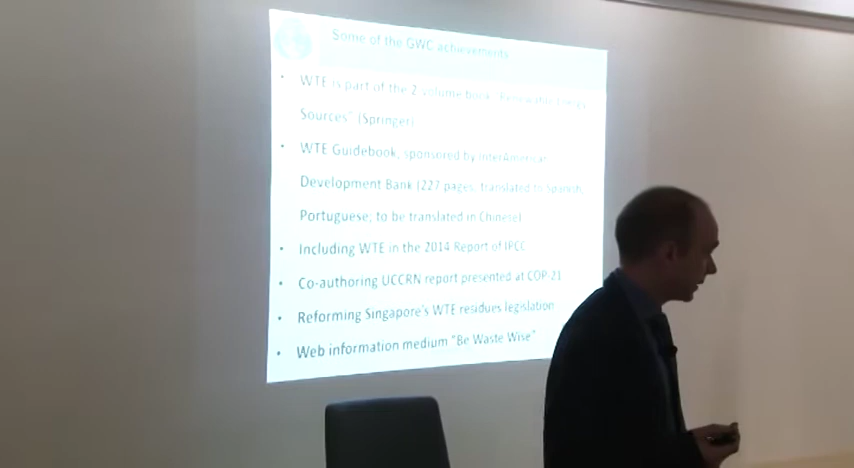 Some of the GWC achievements
• WTE is part of the 2 volume book "Renewable Energy
Sources" (Springer)
• WTE Guidebook, sponsored by InterAmerican
Development Bank (227 pages, translated to Spanish,
Portuguese; to be translated in Chinese)
• Including WTE in the 2014 Report of IPCC
• Co-authoring UCCRN report presented at COP-21
• Reforming Singapore's WTE residues legislation
• Web information medium "Be Waste Wise"